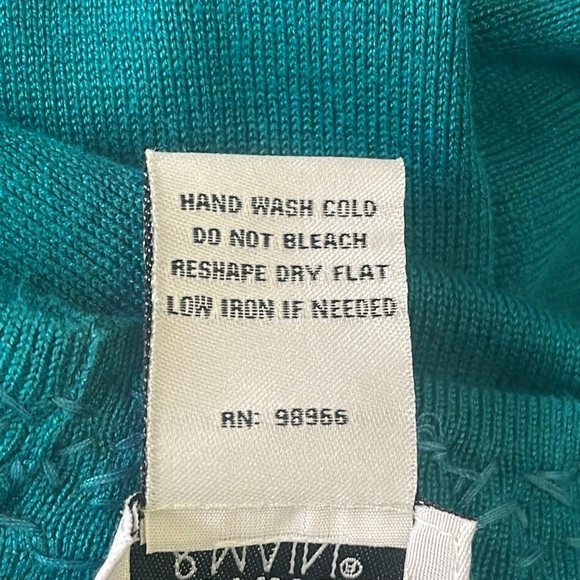 HAND WASH COLD
DO NOT BLEACH
RESHAPE DRY FLAT
LOW IRON IF NEEDED
RN: 98966